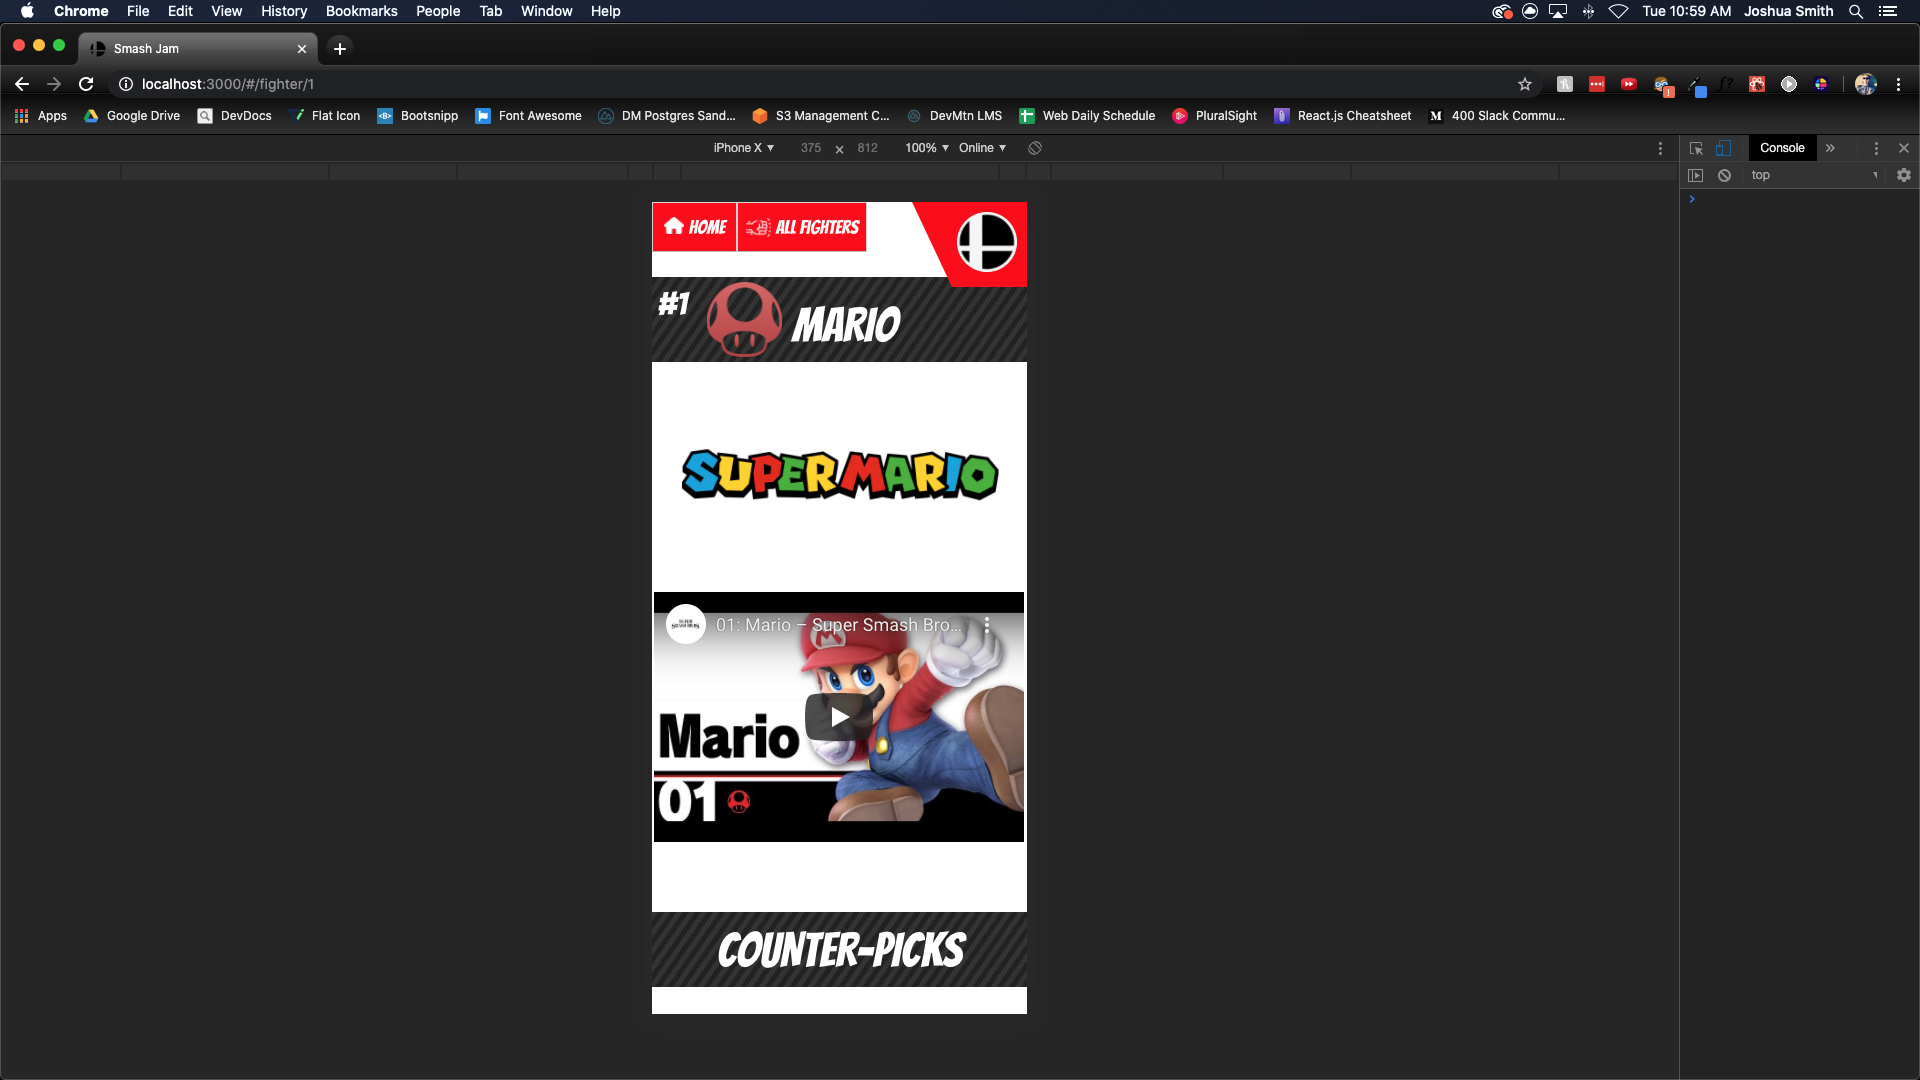 Chrome File Edit View History Bookmarks People Tab Window Help Tue 10:59 AM Joshua Smith
Smash Jam
localhost:3000/#/fighter/1
Apps Google Drive DevDocs Flat Icon Bootsnipp Font Awesome DM Postgres Sand... S3 Management C... DevMtn LMS Web Daily Schedule PluralSight React.js Cheatsheet M 400 Slack Commu...
iPhone X 375 x 812 100% Online
Console
top
HOME ALL FIGHTERS
#1 MARIO
SUPER MARIO
SUPER
SMASH BROS
01: Mario – Super Smash Bro...
M
Mario
01
COUNTER-PICKS